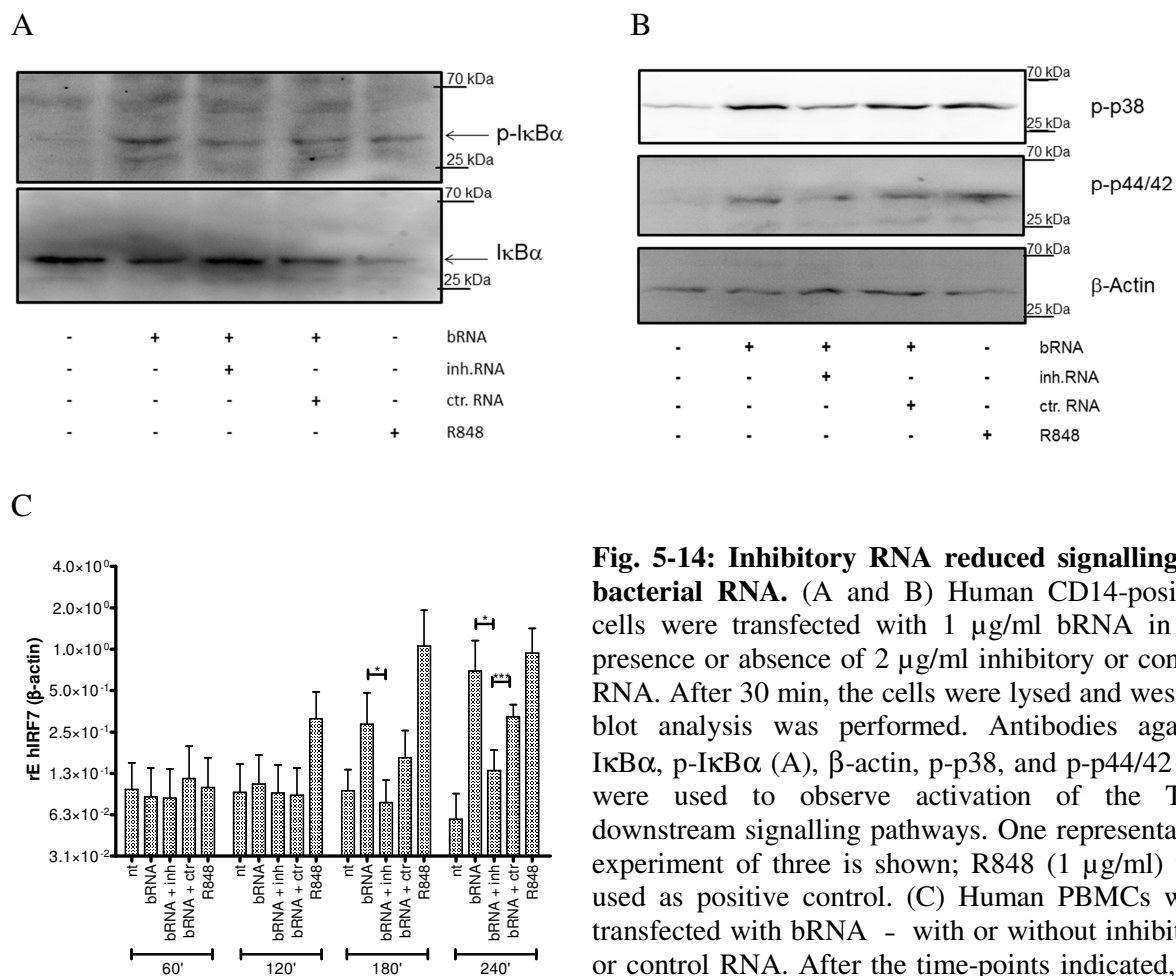 A
70 kDa
p-IκBα
25 kDa
70 kDa
IκBα
25 kDa
- + + + - bRNA
- - + - - inh.RNA
- - - + - ctr. RNA
- - - - + R848
B
70 kDa
p-p38
25 kDa
70 kDa
p-p44/42
25 kDa
70 kDa
β-Actin
25 kDa
- + + + - bRNA
- - + - - inh.RNA
- - - + - ctr. RNA
- - - - + R848
C
rE hIRF7 (β-actin)
4.0×10⁰
2.0×10⁰
1.0×10⁰
5.0×10⁻¹
2.5×10⁻¹
1.3×10⁻¹
6.3×10⁻²
3.1×10⁻²
* * ***
nt bRNA bRNA + inh bRNA + ctr R848 nt bRNA bRNA + inh bRNA + ctr R848 nt bRNA bRNA + inh bRNA + ctr R848 nt bRNA bRNA + inh bRNA + ctr R848
60' 120' 180' 240'
Fig. 5-14: Inhibitory RNA reduced signalling
bacterial RNA. (A and B) Human CD14-posi
cells were transfected with 1 µg/ml bRNA in
presence or absence of 2 µg/ml inhibitory or con
RNA. After 30 min, the cells were lysed and wes
blot analysis was performed. Antibodies aga
IκBα, p-IκBα (A), β-actin, p-p38, and p-p44/42
were used to observe activation of the T
downstream signalling pathways. One representa
experiment of three is shown; R848 (1 µg/ml)
used as positive control. (C) Human PBMCs w
transfected with bRNA - with or without inhibit
or control RNA. After the time-points indicated,